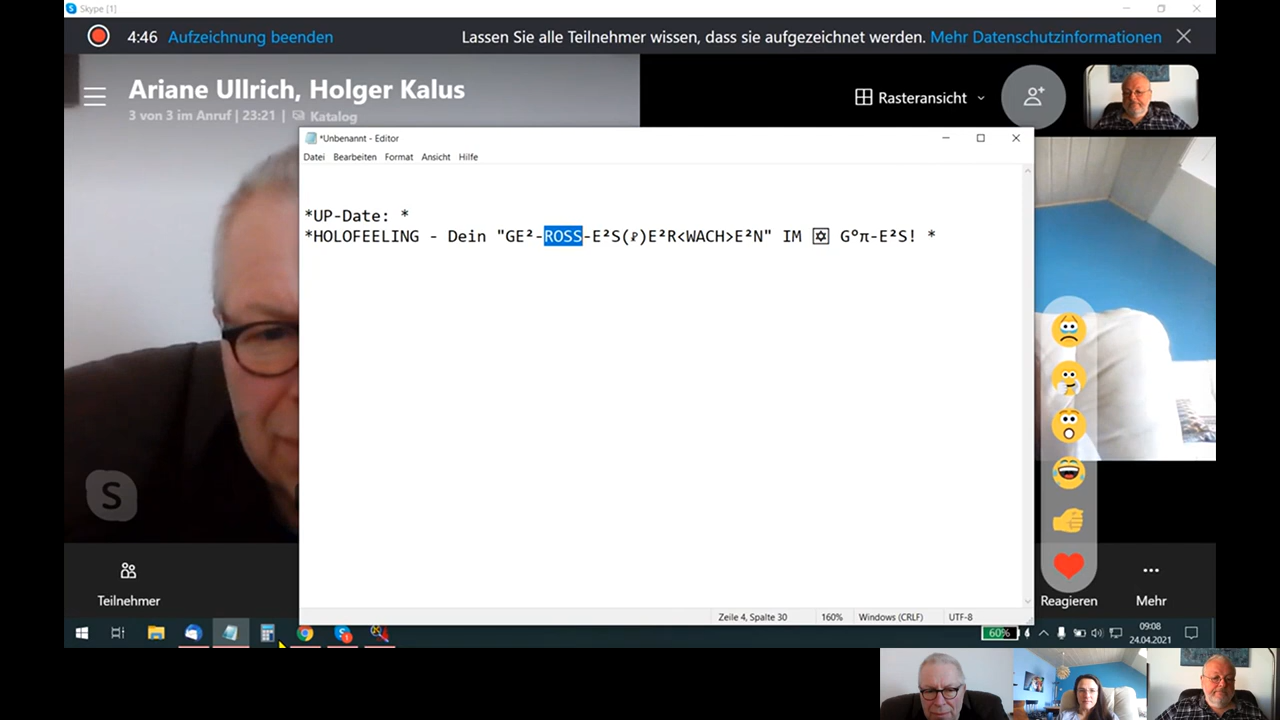 Skype [1]
4:46 Aufzeichnung beenden
Lassen Sie alle Teilnehmer wissen, dass sie aufgezeichnet werden. Mehr Datenschutzinformationen
Ariane Ullrich, Holger Kalus
3 von 3 im Anruf | 23:21 | Katalog
Rasteransicht
*Unbenannt - Editor
Datei Bearbeiten Format Ansicht Hilfe
*UP-Date: *
*HOLOFEELING - Dein "GE²-ROSS-E²S()E²R<WACH>E²N" IM 🔯 G°π-E²S! *
Zeile 4, Spalte 30 160% Windows (CRLF) UTF-8
S
Teilnehmer
Reagieren
Mehr
60%
09:08
24.04.2021